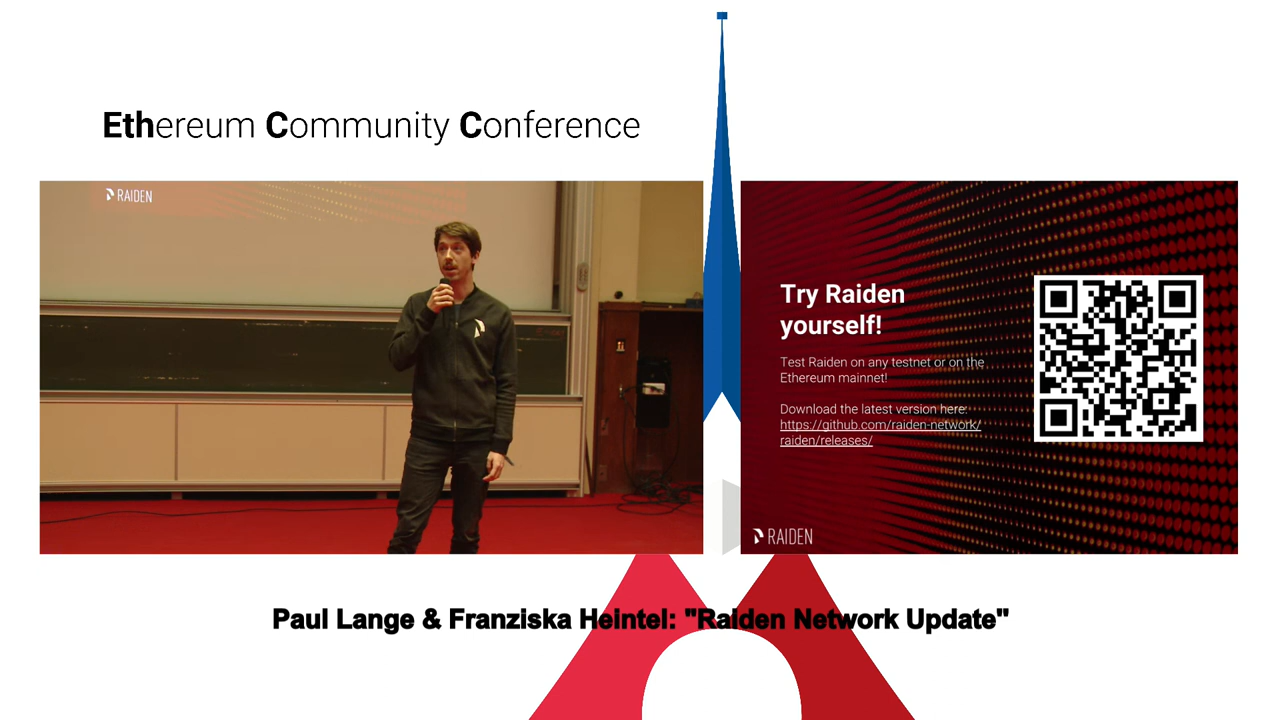 Ethereum Community Conference
RAIDEN
Try Raiden
yourself!
Test Raiden on any testnet or on the
Ethereum mainnet!
Download the latest version here:
https://github.com/raiden-network/
raiden/releases/
RAIDEN
Paul Lange & Franziska Heintel: "Raiden Network Update"